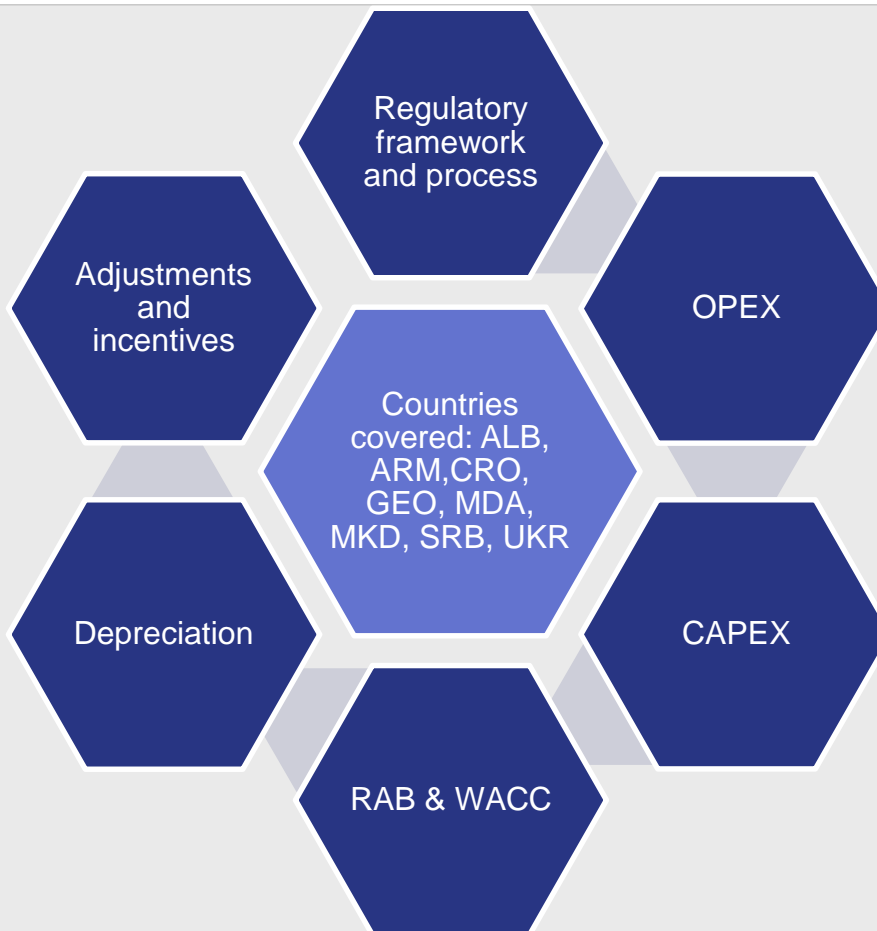 Regulatory
framework
and process
Adjustments
and
incentives
OPEX
Countries
covered: ALB,
ARM,CRO,
GEO, MDA,
MKD, SRB, UKR
Depreciation
CAPEX
RAB & WACC